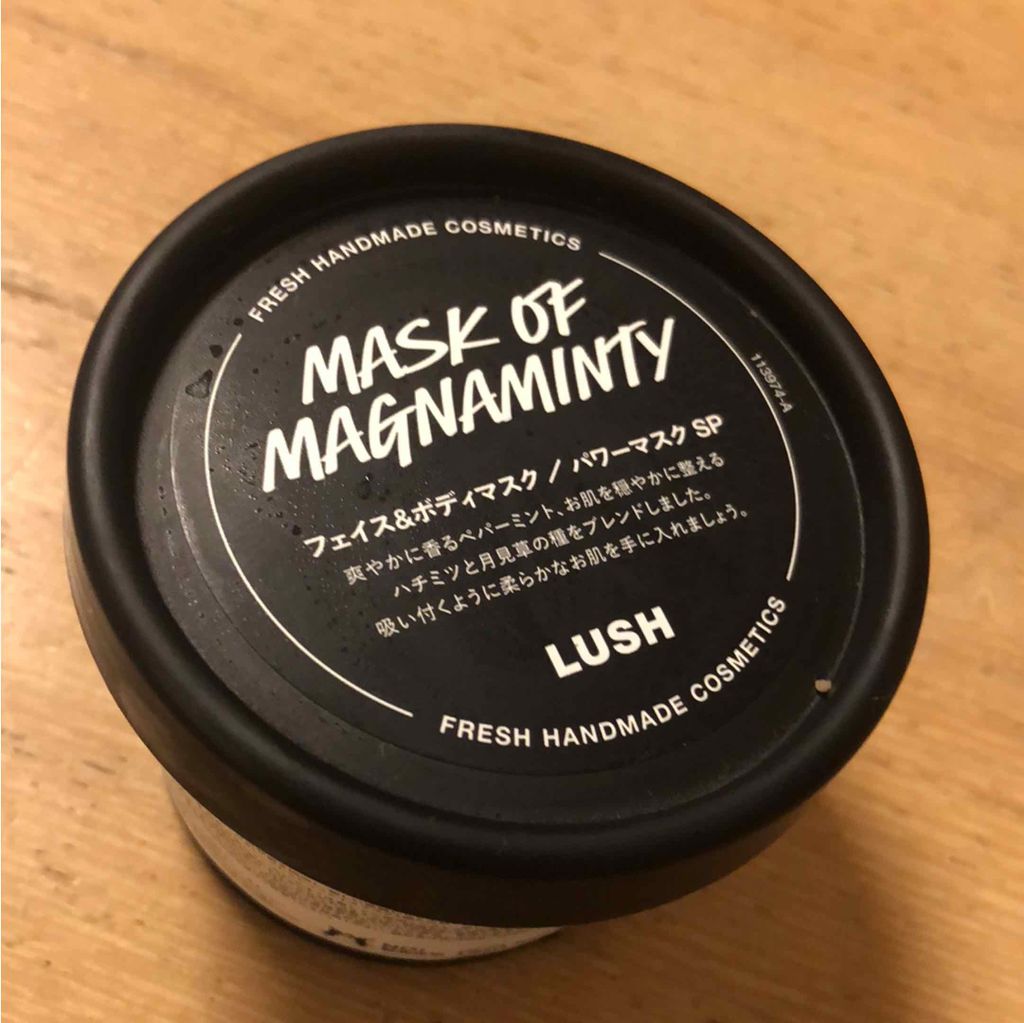 FRESH HANDMADE COSMETICS
MASK OF
MAGNAMINTY
113974-A
フェイス&ボディマスク / パワーマスク SP
爽やかに香るペパーミント、お肌を穏やかに整える
ハチミツと月見草の種をブレンドしました。
吸い付くように柔らかなお肌を手に入れましょう。
LUSH
FRESH HANDMADE COSMETICS